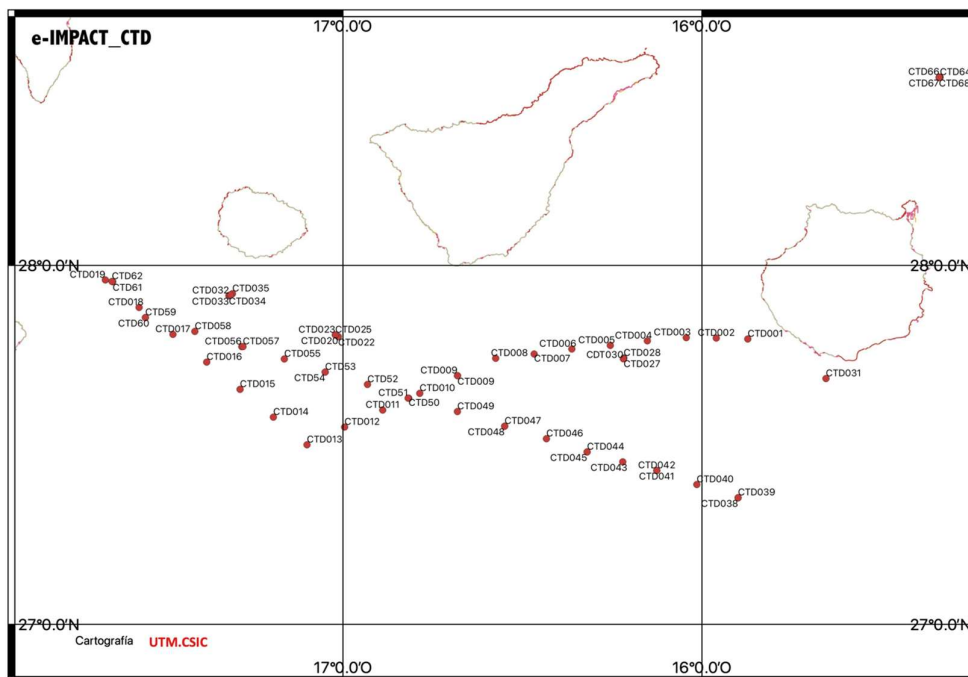 17°0.0'O
16°0.0'O
e-IMPACT_CTD
CTD66CTD64
CTD67CTD68
28°0.0'N
28°0.0'N
CTD019
CTD62
CTD61
CTD032
CTD035
CTD033CTD034
CTD018
CTD59
CTD60
CTD017
CTD058
CTD056CTD057
CTD016
CTD055
CTD023CTD025
CTD020
CTD022
CTD53
CTD54
CTD015
CTD014
CTD013
CTD012
CTD52
CTD51
CTD011
CTD50
CTD010
CTD009
CTD009
CTD049
CTD008
CTD007
CTD006
CTD005
CDT030
CTD028
CTD027
CTD004
CTD003
CTD002
CTD001
CTD031
CTD047
CTD048
CTD046
CTD044
CTD045
CTD043
CTD042
CTD041
CTD040
CTD038
CTD039
27°0.0'N
27°0.0'N
Cartografía UTM.CSIC
17°0.0'O
16°0.0'O